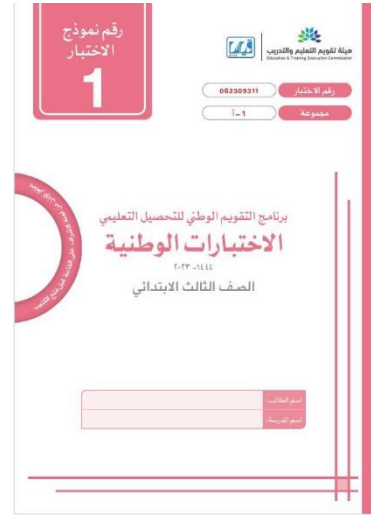 رقم نموذج
الاختبار
1
هيئة تقويم التعليم والتدريب
Education & Training Evaluation Commission
رقم الاختبار
062309311
مجموعة
1-أ
برنامج التقويم الوطني للتحصيل التعليمي
الاختبارات الوطنية
١٤٤٤- ٢٠٢٣
الصف الثالث الابتدائي
اسم الطالب:
اسم المدرسة: